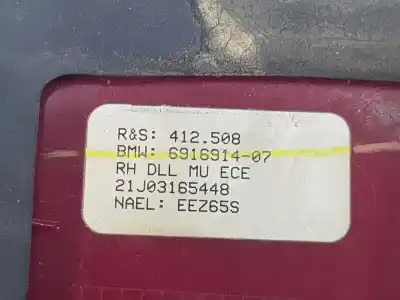 R&S: 412.508
BMW: 6916914-07
RH DLL MU ECE
21J03165448
NAEL: EEZ65S